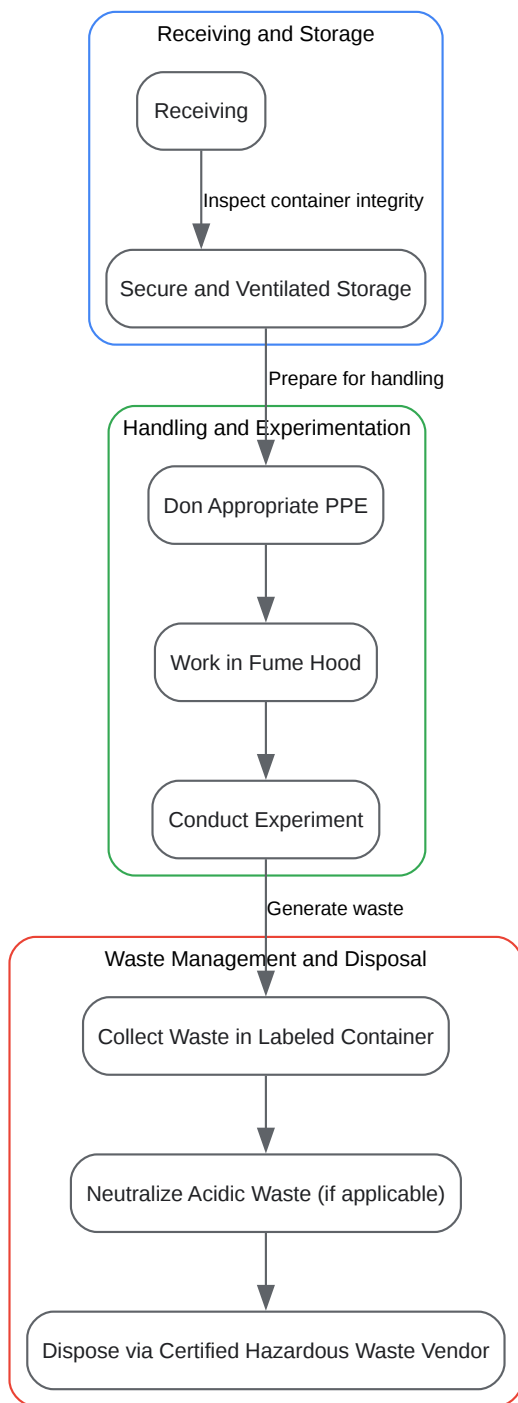 Receiving and Storage
Receiving
Inspect container integrity
Secure and Ventilated Storage
Prepare for handling
Handling and Experimentation
Don Appropriate PPE
Work in Fume Hood
Conduct Experiment
Generate waste
Waste Management and Disposal
Collect Waste in Labeled Container
Neutralize Acidic Waste (if applicable)
Dispose via Certified Hazardous Waste Vendor